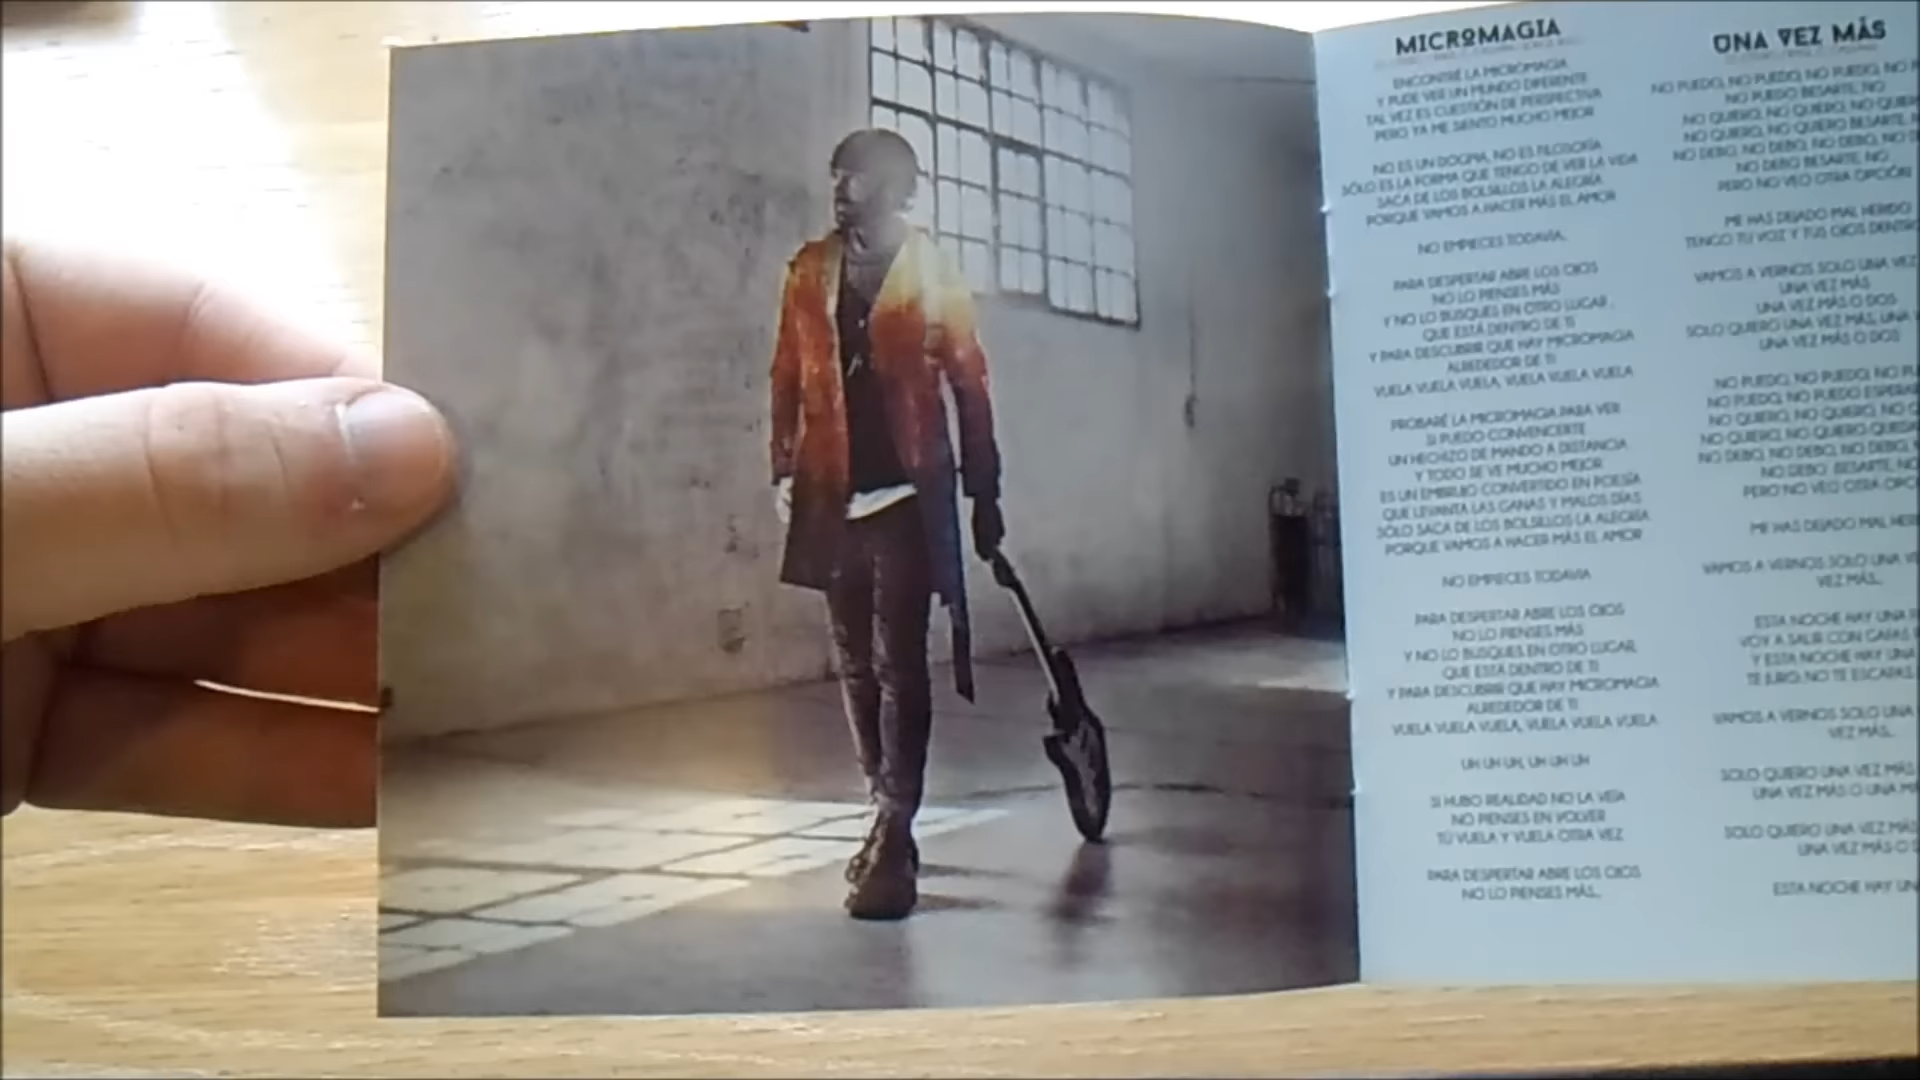 MICROMAGIA
ENCONTRÉ LA MICROMAGIA
Y PUDE VER UN MUNDO DIFERENTE
TAL VEZ ES CUESTIÓN DE PERSPECTIVA
PERO YA ME SIENTO MUCHO MEJOR
NO ES UN DOGMA, NO ES FILOSOFÍA
SÓLO ES LA FORMA QUE TENGO DE VER LA VIDA
SACA DE LOS BOLSILLOS LA ALEGRÍA
PORQUE VAMOS A HACER MÁS EL AMOR
NO EMPIECES TODAVÍA,
PARA DESPERTAR ABRE LOS OJOS
NO LO PIENSES MÁS
Y NO LO BUSQUES EN OTRO LUGAR,
QUE ESTÁ DENTRO DE TI
Y PARA DESCUBRIR QUE HAY MICROMAGIA
ALREDEDOR DE TI
VUELA VUELA VUELA, VUELA VUELA VUELA
PROBARÉ LA MICROMAGIA PARA VER
SI PUEDO CONVENCERTE
UN HECHIZO DE MANDO A DISTANCIA
Y TODO SE VE MUCHO MEJOR
ES UN EMBRUJO CONVERTIDO EN POESÍA
QUE LEVANTA LAS GANAS Y MALOS DÍAS
SÓLO SACA DE LOS BOLSILLOS LA ALEGRÍA
PORQUE VAMOS A HACER MÁS EL AMOR
NO EMPIECES TODAVÍA
PARA DESPERTAR ABRE LOS OJOS
NO LO PIENSES MÁS
Y NO LO BUSQUES EN OTRO LUGAR,
QUE ESTÁ DENTRO DE TI
Y PARA DESCUBRIR QUE HAY MICROMAGIA
ALREDEDOR DE TI
VUELA VUELA VUELA, VUELA VUELA VUELA
UH UH UH, UH UH UH
SI HUBO REALIDAD NO LA VEÍA
NO PIENSES EN VOLVER
TÚ VUELA Y VUELA OTRA VEZ
PARA DESPERTAR ABRE LOS OJOS
NO LO PIENSES MÁS...
UNA VEZ MÁS
NO PUEDO, NO PUEDO, NO PUEDO, NO
NO PUEDO BESARTE, NO
NO QUIERO, NO QUIERO, NO
NO QUIERO, NO QUIERO BESARTE,
NO DEBO, NO DEBO, NO DEBO, NO
NO DEBO BESARTE, NO
PERO NO VEO OTRA OPCIÓN
ME HAS DEJADO MAL HERIDO
TENGO TU VOZ Y TUS OJOS
VAMOS A VERNOS SOLO UNA VEZ
UNA VEZ MÁS
UNA VEZ MÁS O DOS
SOLO QUIERO UNA VEZ MÁS, UNA
UNA VEZ MÁS O DOS
NO PUEDO, NO PUEDO, NO
NO PUEDO, NO PUEDO
NO QUIERO, NO QUIERO, NO
NO QUIERO, NO QUIERO
NO DEBO, NO DEBO, NO DEBO,
NO DEBO BESARTE,
PERO NO VEO OTRA
ME HAS DEJADO MAL
VAMOS A VERNOS SOLO UNA
VEZ MÁS...
ESTA NOCHE HAY UNA
VOY A SALIR CON GAFAS
Y ESTA NOCHE HAY UNA
TE JURO, NO TE ESCAPAS
VAMOS A VERNOS SOLO UNA
VEZ MÁS...
SOLO QUIERO UNA VEZ MÁS
UNA VEZ MÁS O UNA
SOLO QUIERO UNA VEZ MÁS
UNA VEZ MÁS O
ESTA NOCHE HAY